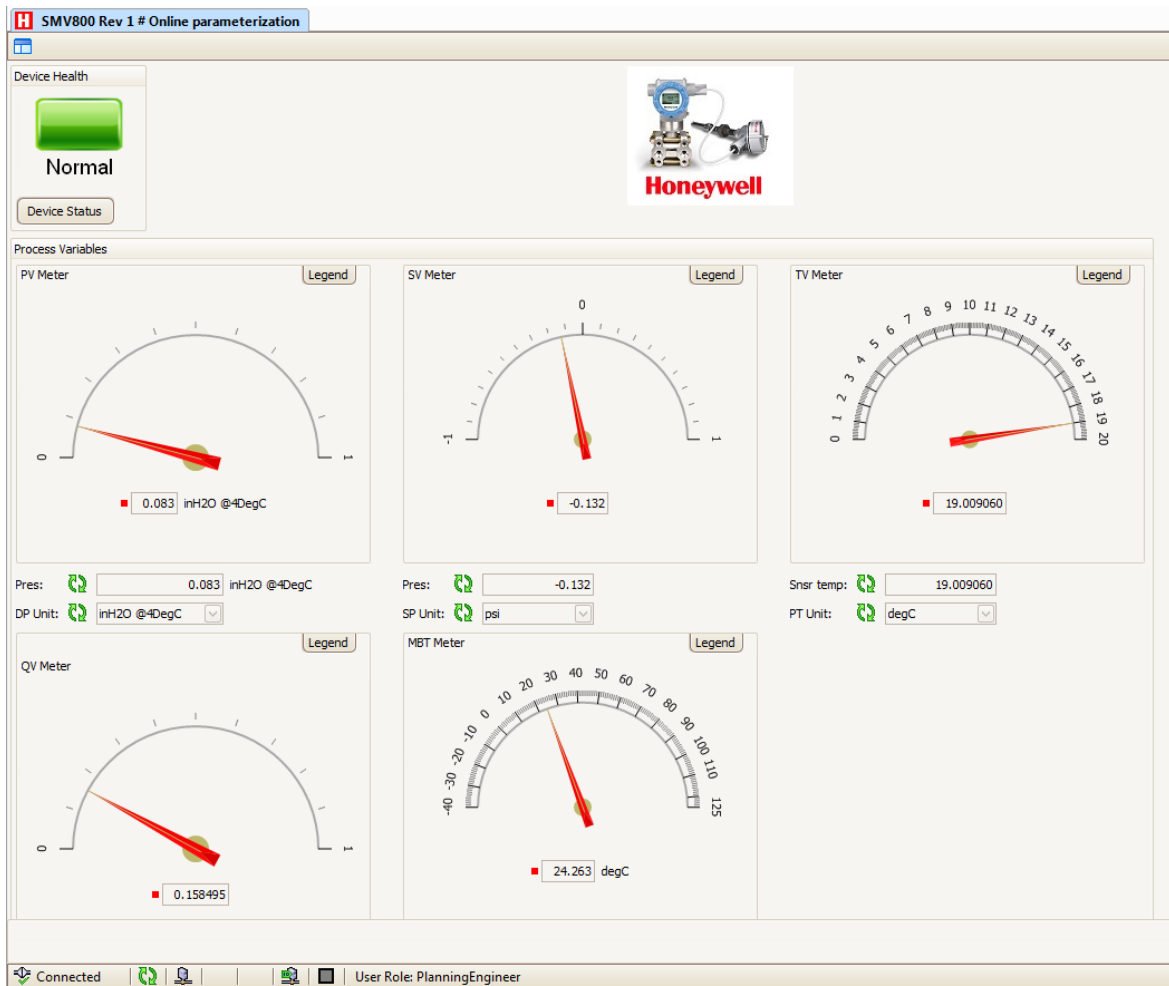 SMV800 Rev 1 # Online parameterization
Device Health
Normal
Device Status
Honeywell
Process Variables
PV Meter
Legend
0
1
0.083 inH2O @4DegC
SV Meter
Legend
-1
0
1
-0.132
TV Meter
Legend
0 1 2 3 4 5 6 7 8 9 10 11 12 13 14 15 16 17 18 19 20
19.009060
Pres: 0.083 inH2O @4DegC
DP Unit: inH2O @4DegC
Pres: -0.132
SP Unit: psi
Snsr temp: 19.009060
PT Unit: degC
QV Meter
Legend
0
1
0.158495
MBT Meter
Legend
-40 -30 -20 -10 0 10 20 30 40 50 60 70 80 90 100 110 125
24.263 degC
Connected
User Role: PlanningEngineer